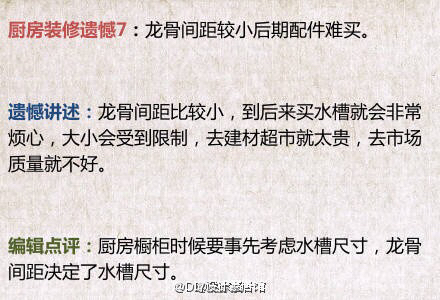 厨房装修遗憾7：龙骨间距较小后期配件难买。
遗憾讲述：龙骨间距比较小，到后来买水槽就会非常
烦心，大小会受到限制，去建材超市就太贵，去市场
质量就不好。
编辑点评：厨房橱柜时候要事先考虑水槽尺寸，龙骨
间距决定了水槽尺寸。